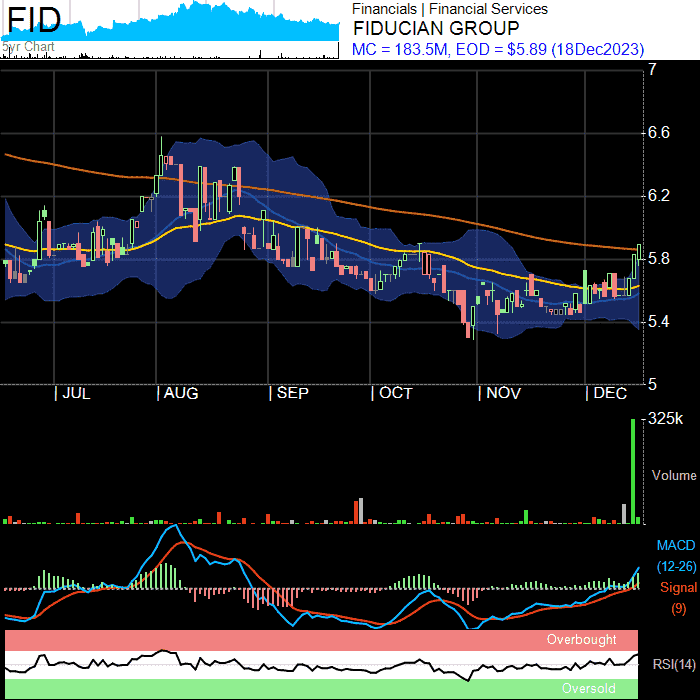 FID
5yr Chart
Financials | Financial Services
FIDUCIAN GROUP
MC = 183.5M, EOD = $5.89 (18Dec2023)
7
6.6
6.2
5.8
5.4
5
| JUL | AUG | SEP | OCT | NOV | DEC
325k
Volume
MACD
(12-26)
Signal
(9)
Overbought
RSI(14)
Oversold